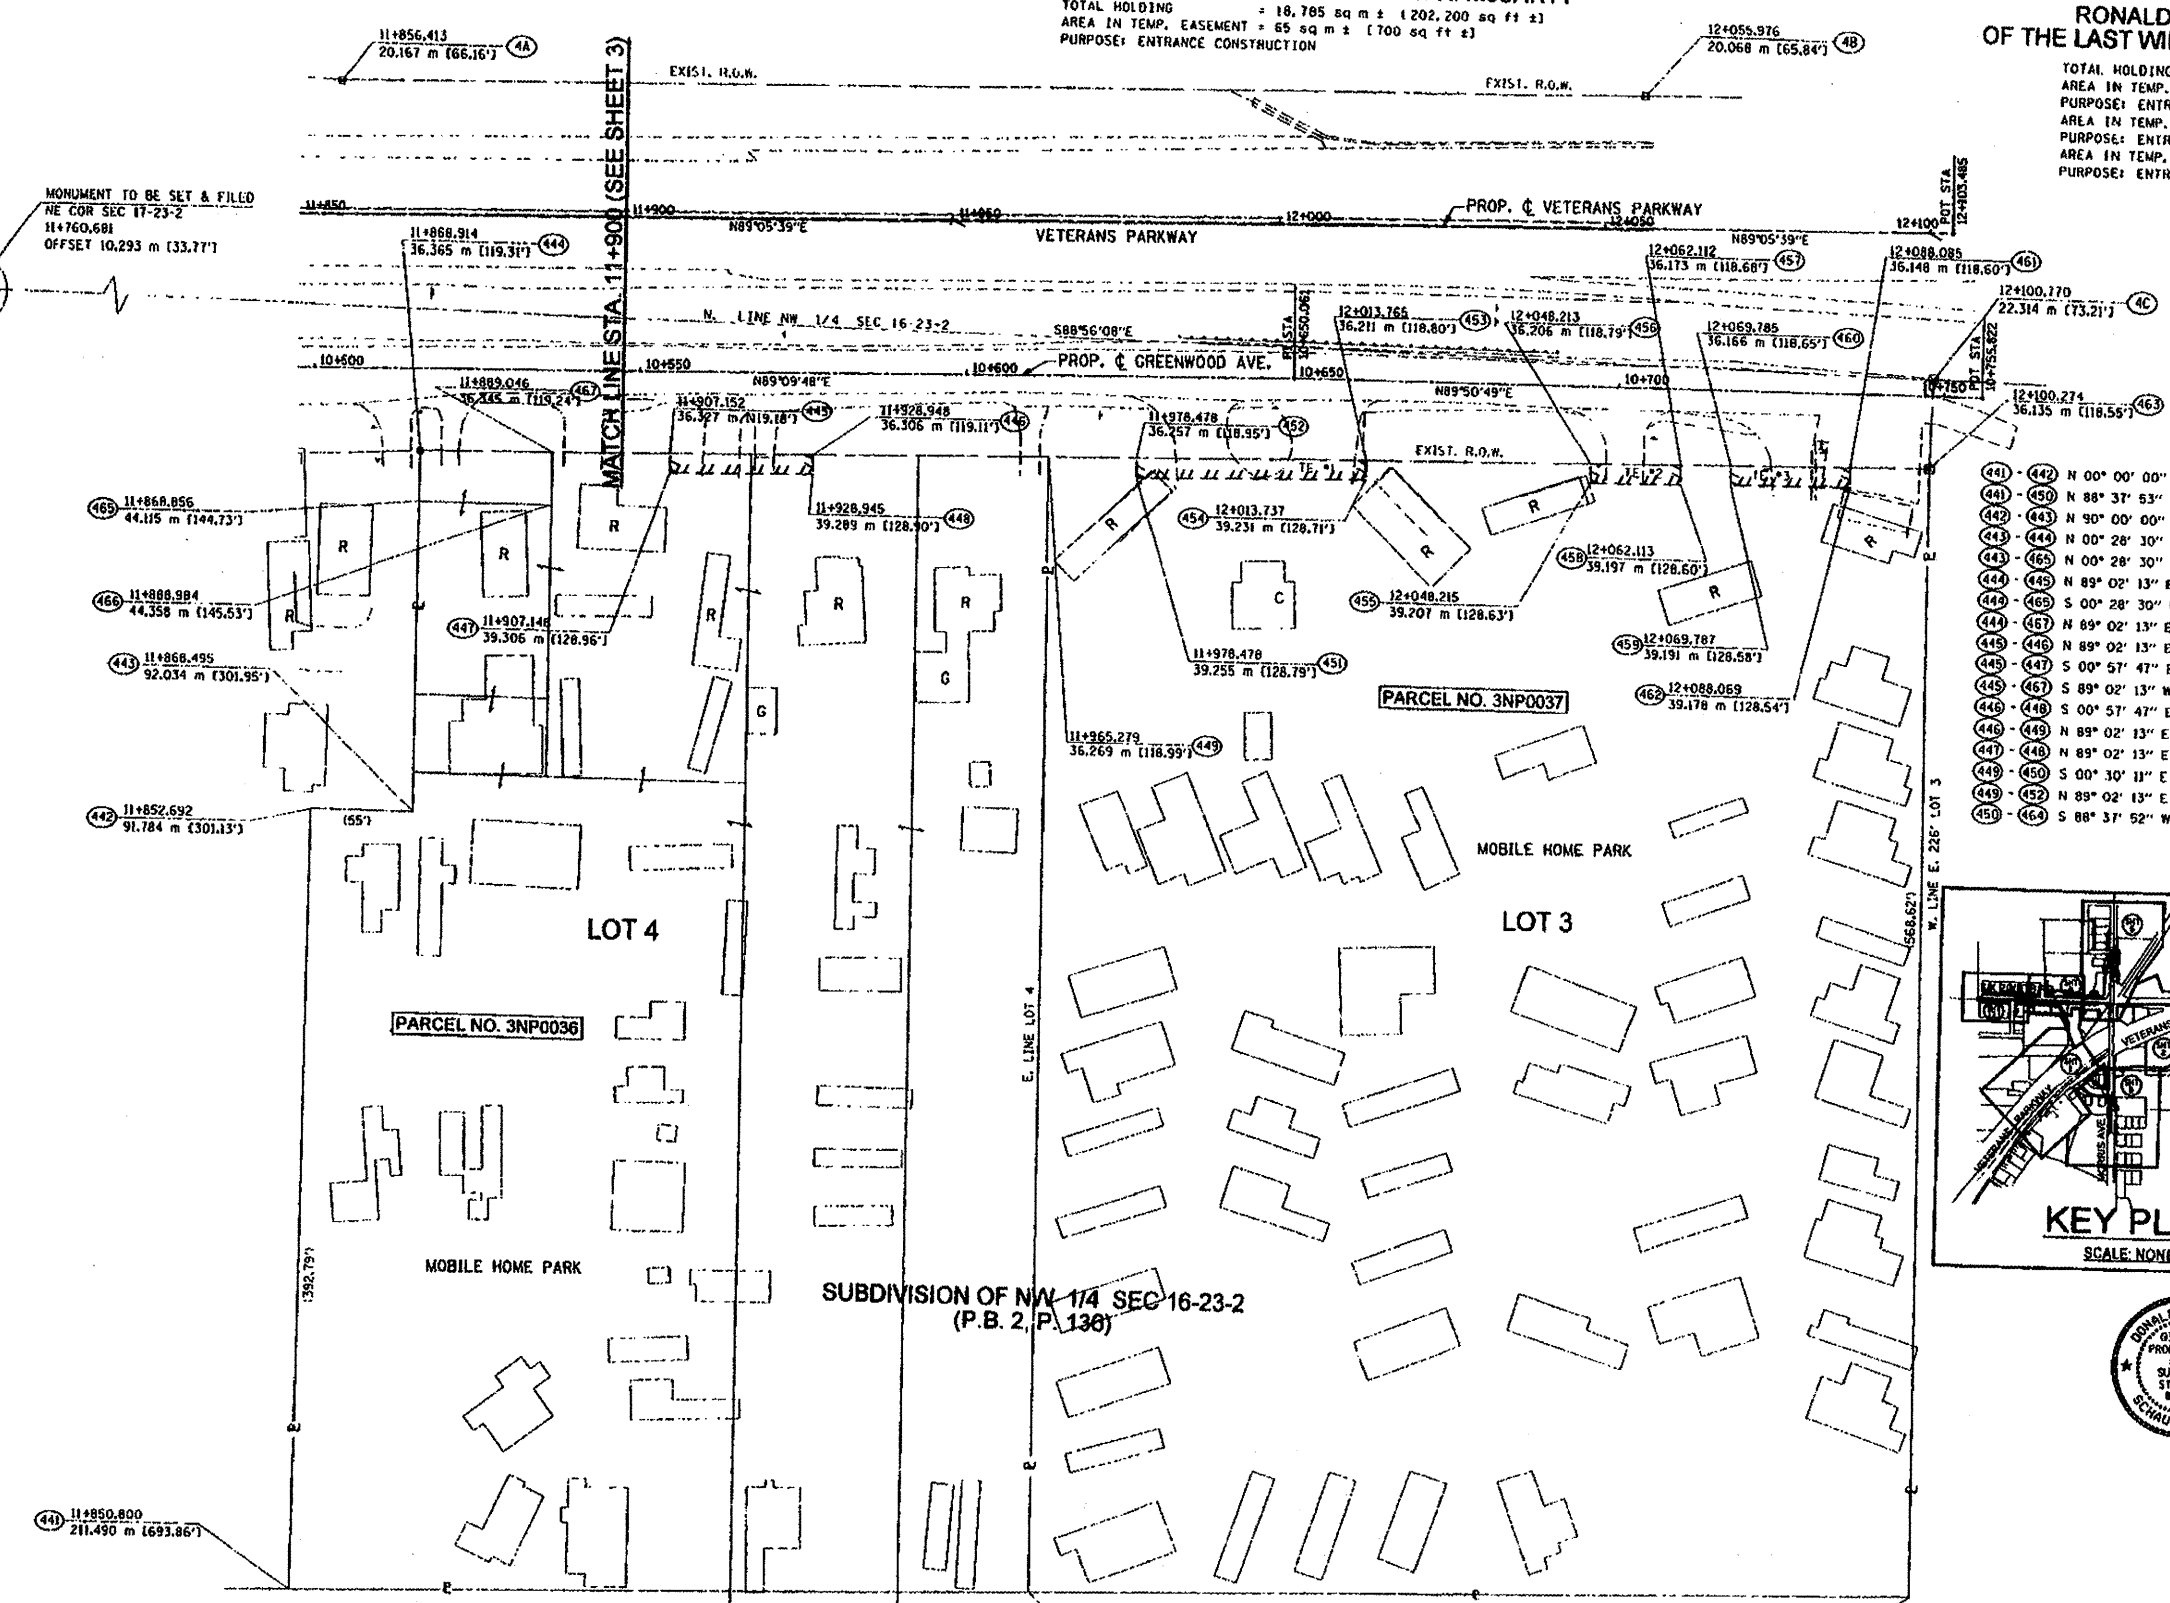 TOTAL HOLDING = 18,785 sq m ± (202,200 sq ft ±]
AREA IN TEMP. EASEMENT = 65 sq m ± [700 sq ft ±]
PURPOSE: ENTRANCE CONSTRUCTION
RONALD
OF THE LAST WI
TOTAL HOLDING
AREA IN TEMP.
PURPOSE: ENTR
AREA IN TEMP.
PURPOSE: ENTR
AREA IN TEMP.
PURPOSE: ENTR
11+856.413
20.167 m [66.16'] 4A
12+055.976
20.068 m [65.84'] 4B
EXIST. R.O.W.
EXIST. R.O.W.
MATCH LINE STA. 11+900 (SEE SHEET 3)
MONUMENT TO BE SET & FILED
NE COR SEC 17-23-2
11+760.681
OFFSET 10.293 m [33.77']
11+850
11+900
11+950
12+000
12+050
12+100
N89°05'39"E
PROP. ℄ VETERANS PARKWAY
VETERANS PARKWAY
N89°05'39"E
POT STA
12+103.485
11+868.914
36.365 m [119.31'] 444
12+062.112
36.173 m [118.68'] 457
12+088.085
36.148 m [118.60'] 461
12+100.770
22.314 m [73.21'] 4C
N. LINE NW 1/4 SEC 16-23-2
S88°56'08"E
PI STA
10+650.061
12+013.765
36.211 m [118.80'] 453
12+048.213
36.206 m [118.79'] 456
12+069.785
36.166 m [118.65'] 460
POT STA
10+755.822
10+550
10+600
PROP. ℄ GREENWOOD AVE.
10+650
10+700
10+750
N89°09'48"E
N89°50'49"E
11+889.046
36.345 m [119.24'] 467
11+907.152
36.327 m [119.18'] 445
11+928.948
36.306 m [119.11'] 446
11+978.478
36.257 m [118.95'] 452
12+100.274
36.135 m [118.55'] 463
EXIST. R.O.W.
465 11+868.856
44.115 m [144.73']
11+928.945
39.289 m [128.90'] 448
454 12+013.737
39.231 m [128.71']
458 12+062.113
39.197 m [128.60']
466 11+888.984
44.358 m [145.53']
447 11+907.148
39.306 m [128.96']
455 12+048.215
39.207 m [128.63']
459 12+069.787
39.191 m [128.58']
443 11+868.495
92.034 m [301.95']
11+978.478
39.255 m [128.79'] 451
462 12+088.069
39.178 m [128.54']
PARCEL NO. 3NP0037
11+965.279
36.269 m [118.99'] 449
R
R
R
R
R
R
R
R
R
R
R
R
C
G
G
442 11+852.692
91.784 m [301.13']
(55')
441 - 442 N 00° 00' 00"
441 - 450 N 88° 37' 53"
442 - 443 N 90° 00' 00"
443 - 444 N 00° 28' 30"
443 - 465 N 00° 28' 30"
444 - 445 N 89° 02' 13" E
444 - 465 S 00° 28' 30"
444 - 467 N 89° 02' 13" E
445 - 446 N 89° 02' 13" E
445 - 447 S 00° 57' 47" E
445 - 467 S 89° 02' 13" W
446 - 448 S 00° 57' 47" E
446 - 449 N 89° 02' 13" E
447 - 448 N 89° 02' 13" E
449 - 450 S 00° 30' 11" E
449 - 452 N 89° 02' 13" E
450 - 464 S 88° 37' 52" W
MOBILE HOME PARK
LOT 4
LOT 3
W. LINE E. 226' LOT 3
(568.62')
PARCEL NO. 3NP0036
E. LINE LOT 4
(392.79')
MOBILE HOME PARK
SUBDIVISION OF NW 1/4 SEC 16-23-2
(P.B. 2, P. 136)
VETERANS
VETERANS PARKWAY
MORRIS AVE
KEY PL
SCALE: NON
DONAL
SCHAU
441 11+850.800
211.490 m [693.86']